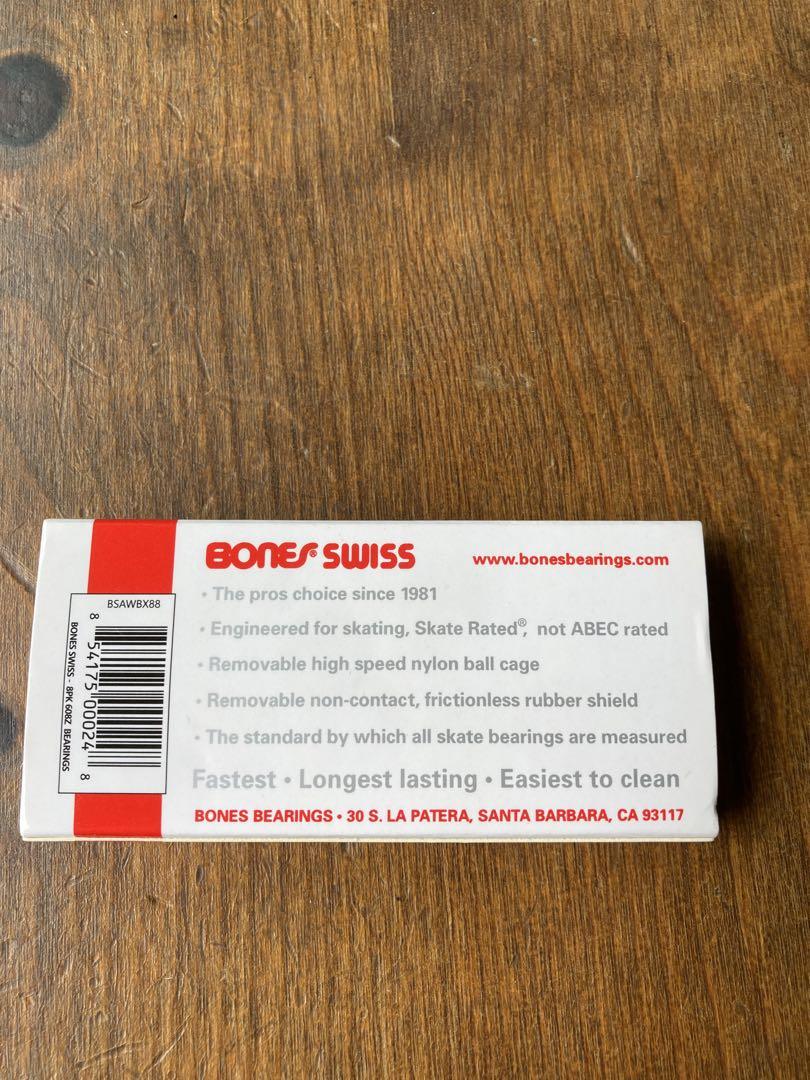 BONES® SWISS
www.bonesbearings.com
• The pros choice since 1981
• Engineered for skating, Skate Rated®, not ABEC rated
• Removable high speed nylon ball cage
• Removable non-contact, frictionless rubber shield
• The standard by which all skate bearings are measured
Fastest • Longest lasting • Easiest to clean
BONES BEARINGS • 30 S. LA PATERA, SANTA BARBARA, CA 93117
BSAWBX88
8 54175 00024 8
BONES SWISS - 8PK 608Z BEARINGS